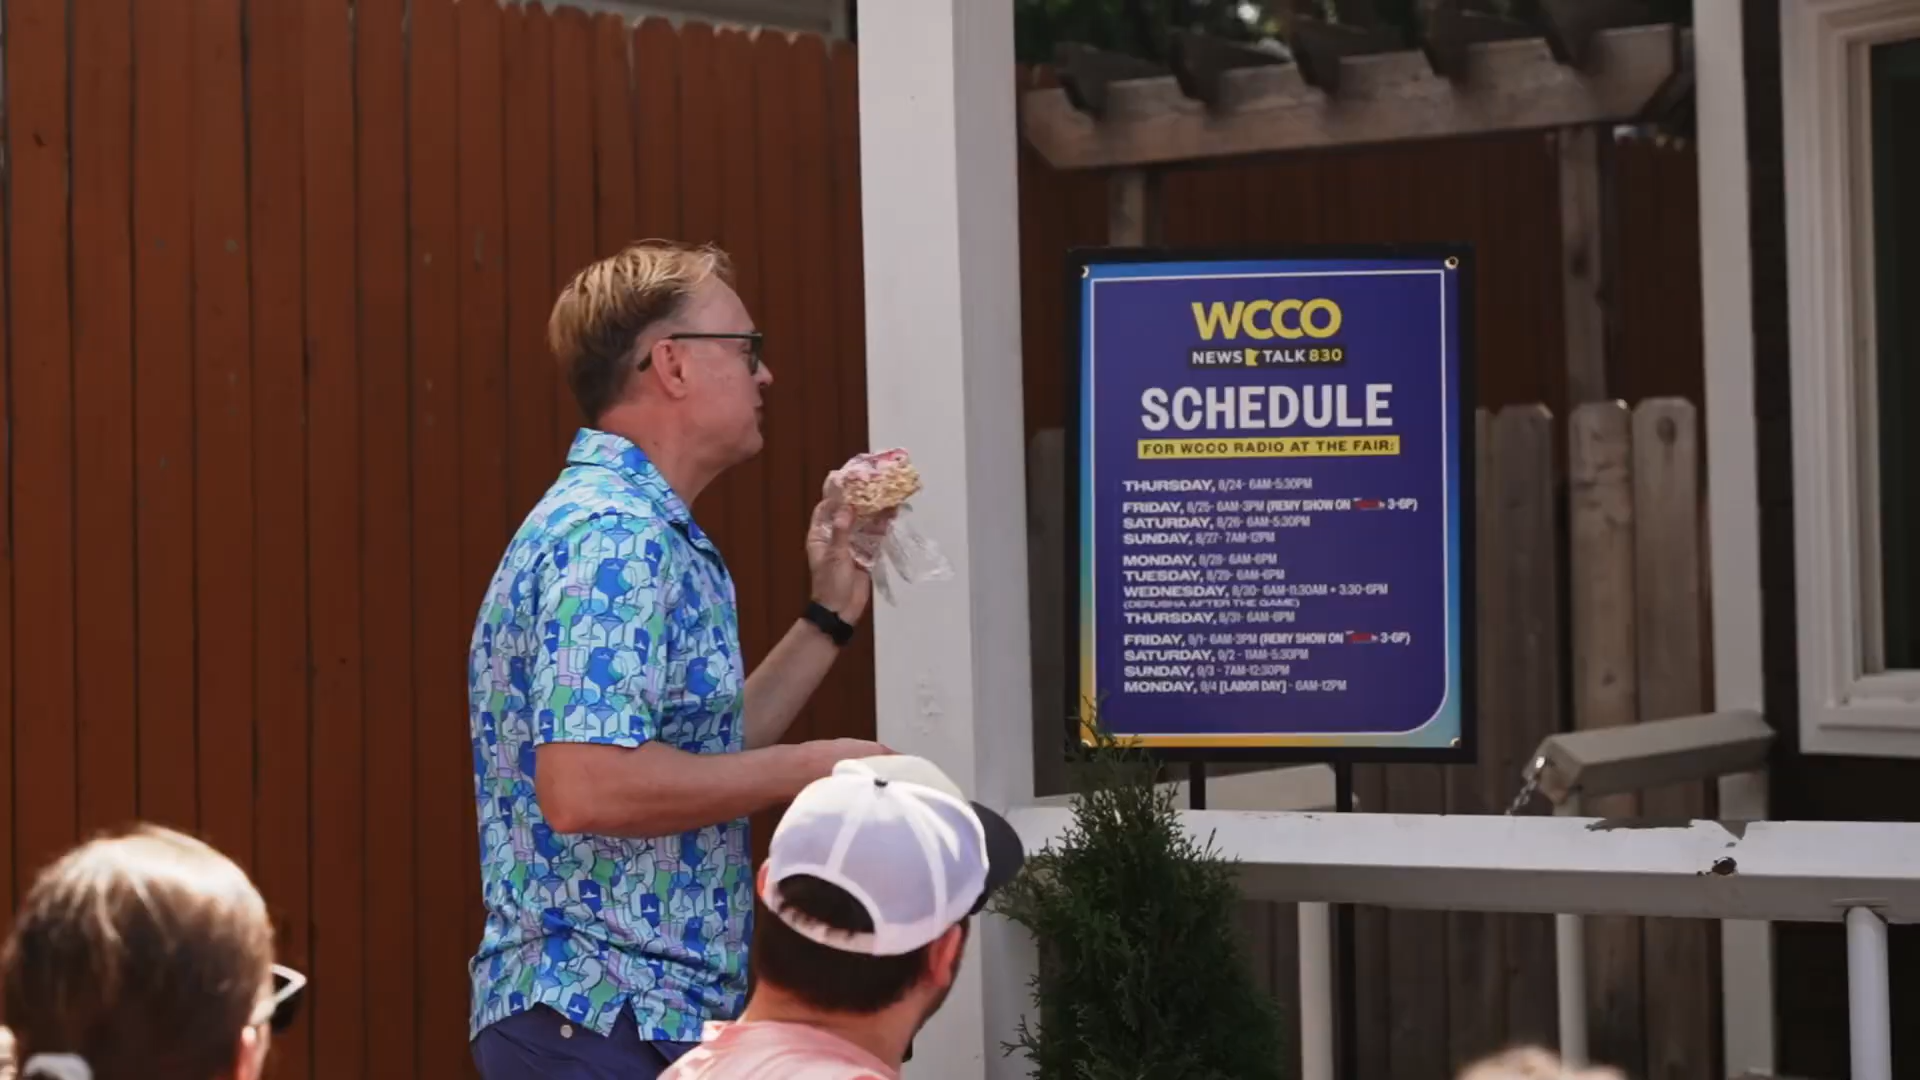 WCCO
NEWS TALK 830
SCHEDULE
FOR WCCO RADIO AT THE FAIR:
THURSDAY, 8/24- 6AM-5:30PM
FRIDAY, 8/25- 6AM-3PM (REMY SHOW ON 3-6P)
SATURDAY, 8/26- 6AM-5:30PM
SUNDAY, 8/27- 7AM-12PM
MONDAY, 8/28- 6AM-6PM
TUESDAY, 8/29- 6AM-6PM
WEDNESDAY, 8/30- 6AM-11:30AM + 3:30-6PM
(DERUSHA AFTER THE GAME)
THURSDAY, 8/31- 6AM-6PM
FRIDAY, 9/1- 6AM-3PM (REMY SHOW ON 3-6P)
SATURDAY, 9/2 - 11AM-5:30PM
SUNDAY, 9/3 - 7AM-12:30PM
MONDAY, 9/4 [LABOR DAY] - 6AM-12PM